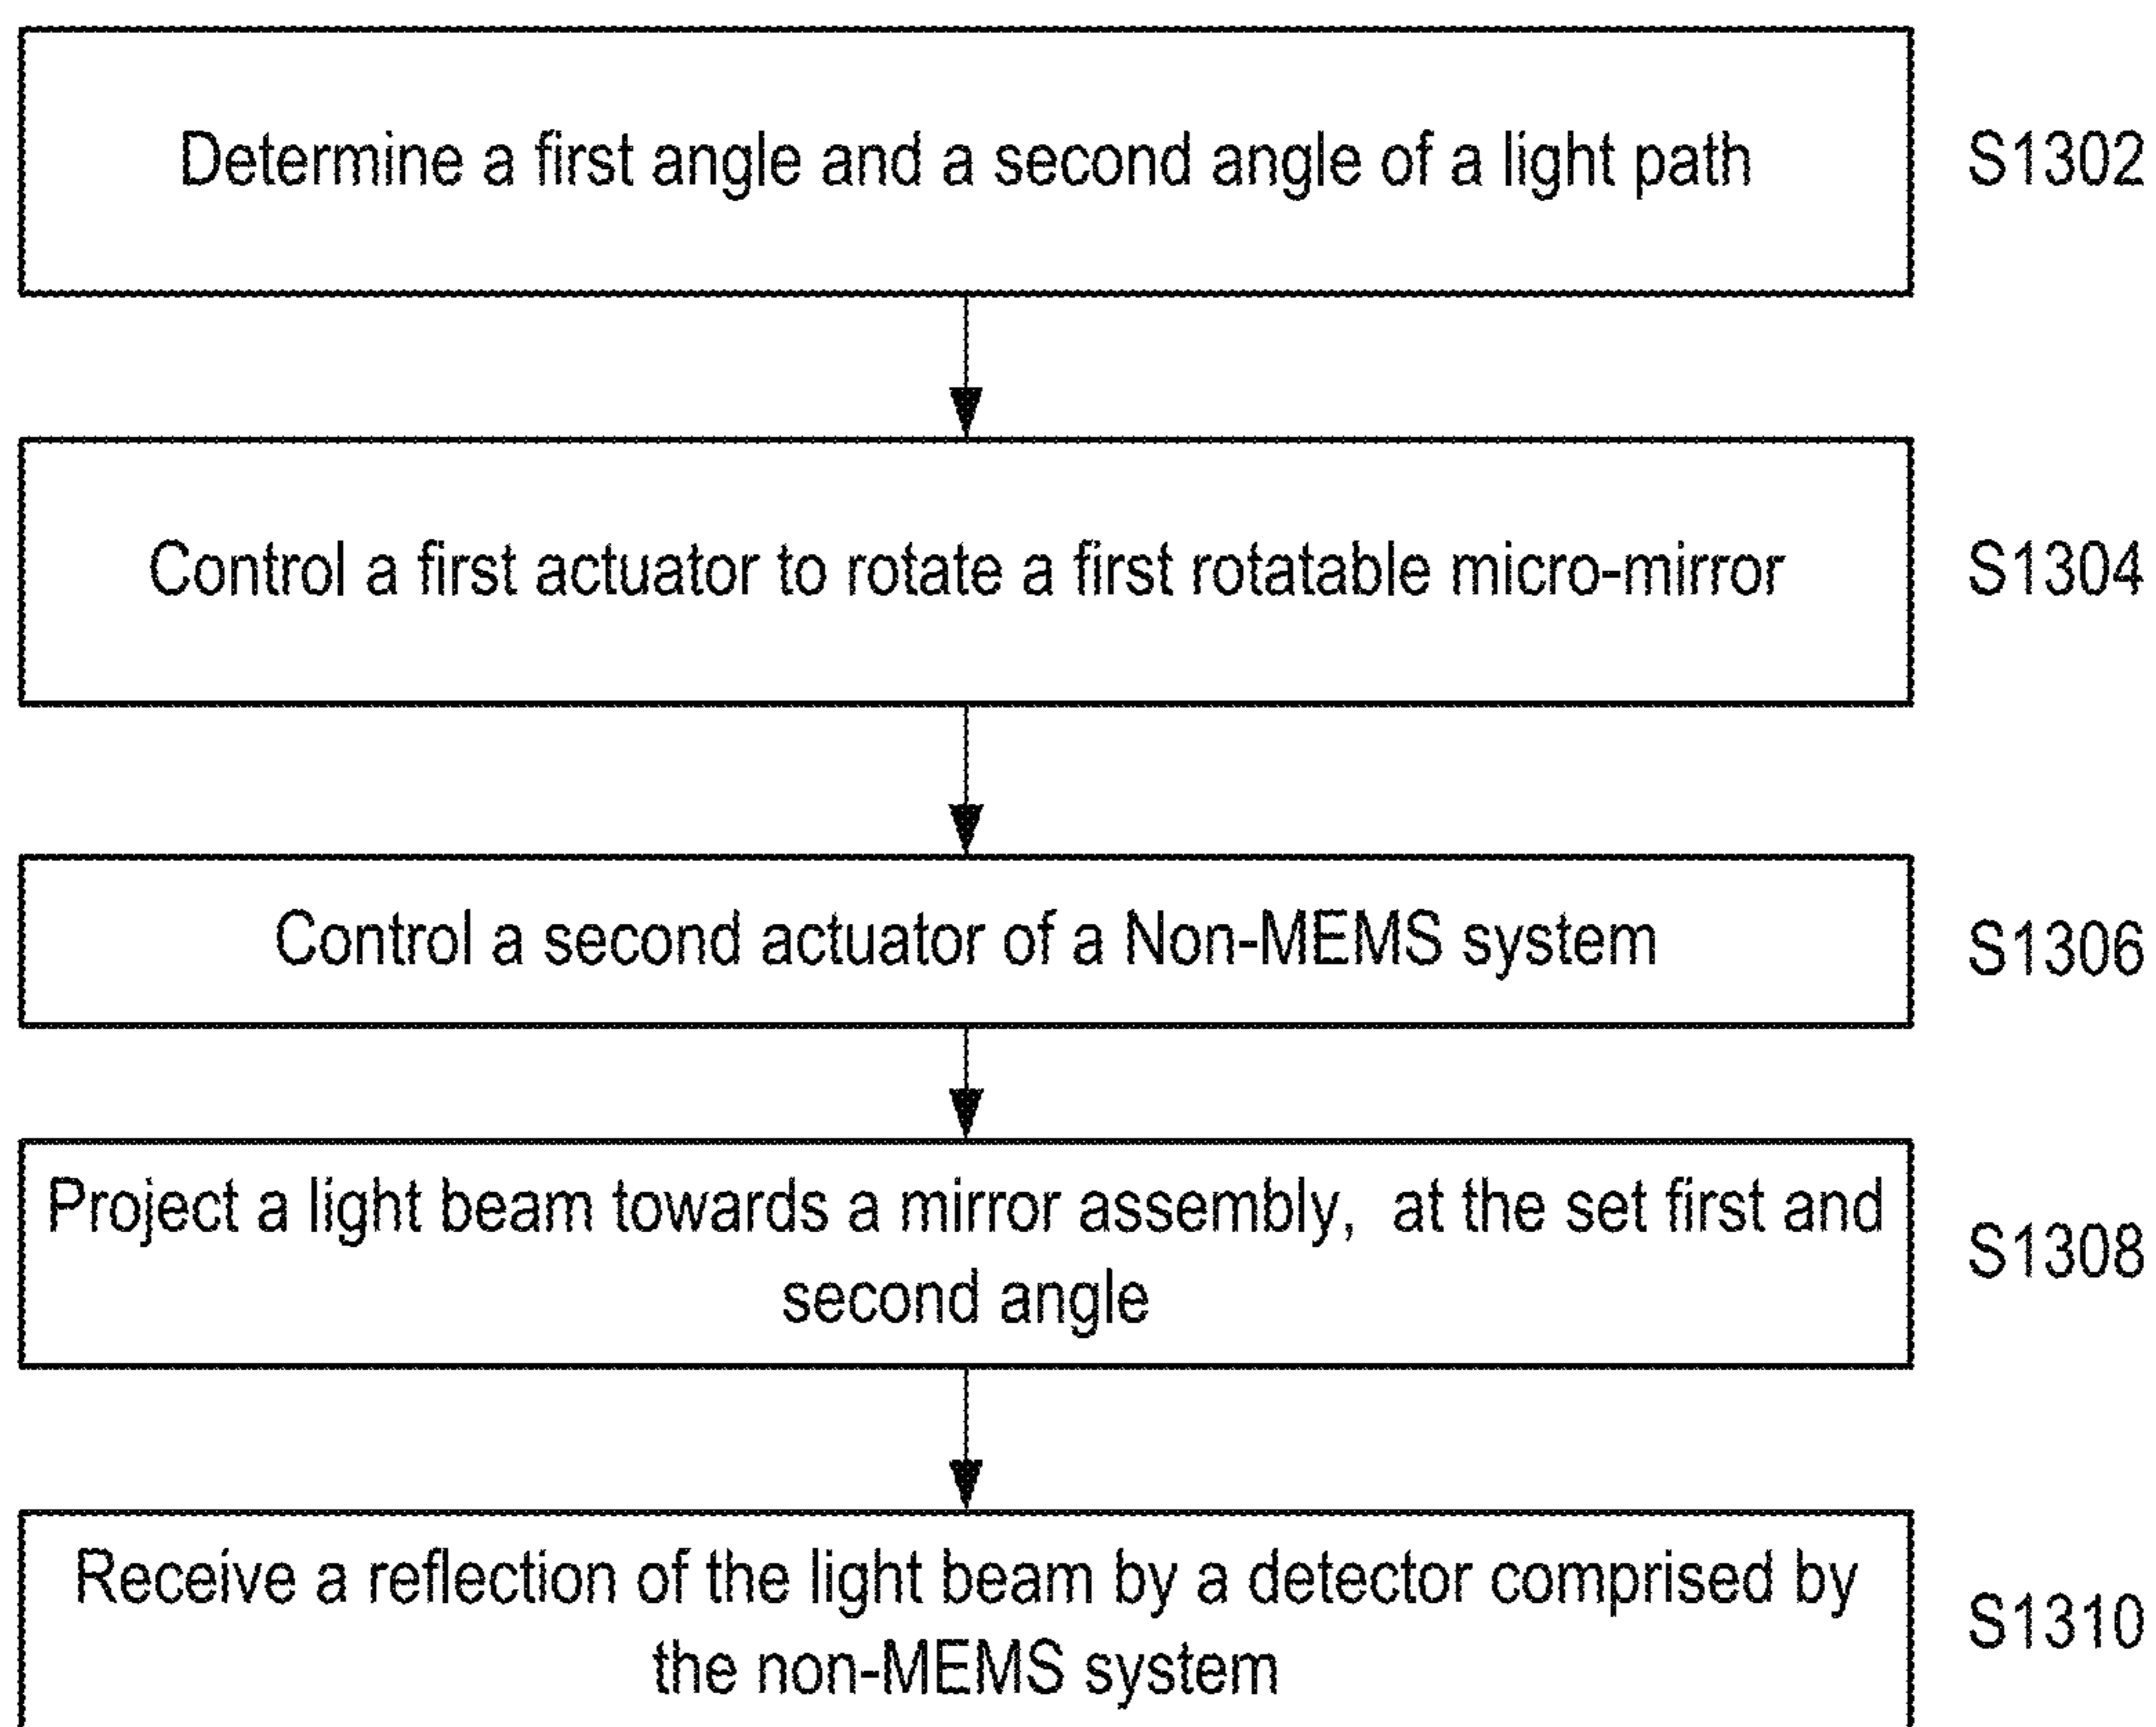 Determine a first angle and a second angle of a light path
S1302
Control a first actuator to rotate a first rotatable micro-mirror
S1304
Control a second actuator of a Non-MEMS system
S1306
Project a light beam towards a mirror assembly, at the set first and
second angle
S1308
Receive a reflection of the light beam by a detector comprised by
the non-MEMS system
S1310